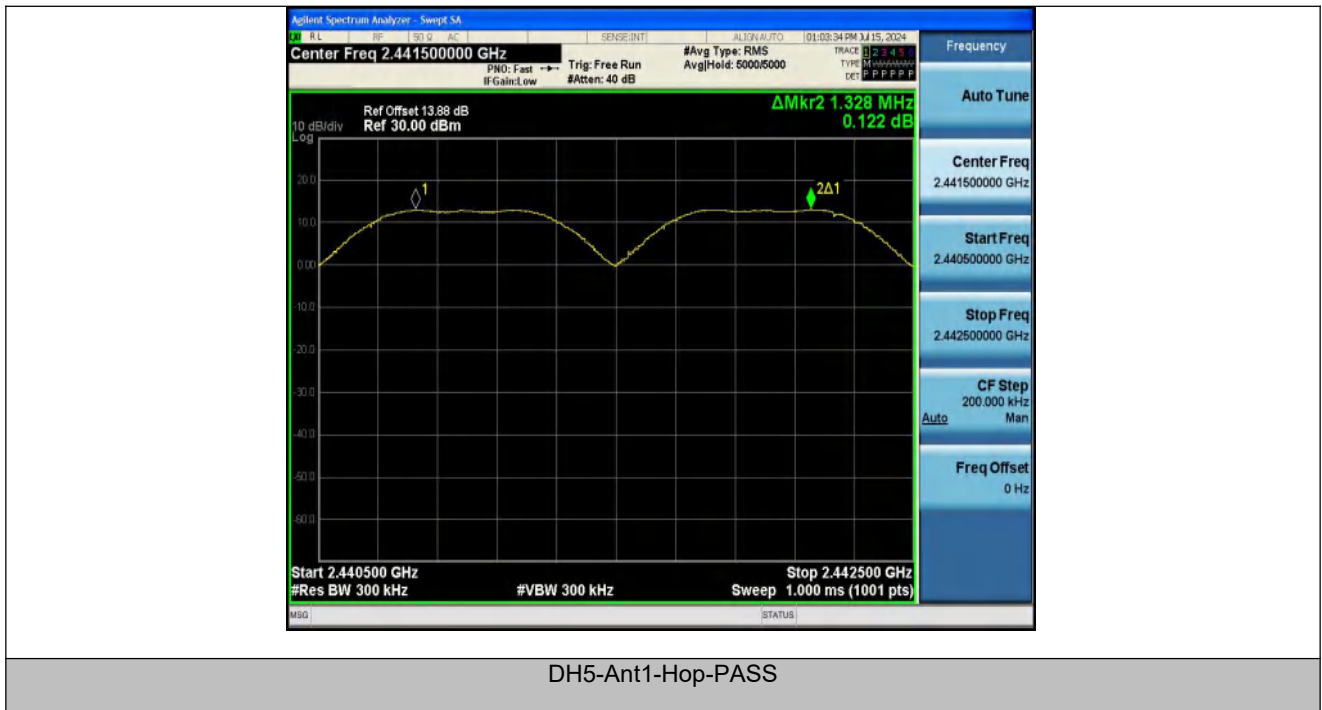 Agilent Spectrum Analyzer - Swept SA
RL RF 50 Ω AC SENSE:INT ALIGN AUTO 01:03:34 PM Jul 15, 2024
Center Freq 2.441500000 GHz
PNO: Fast
IFGain:Low
Trig: Free Run
#Atten: 40 dB
#Avg Type: RMS
Avg|Hold: 5000/5000
TRACE 1 2 3 4 5 6
TYPE M
DET P P P P P P
Frequency
ΔMkr2 1.328 MHz
0.122 dB
Ref Offset 13.88 dB
10 dB/div Ref 30.00 dBm
Log
20.0
10.0
0.00
-10.0
-20.0
-30.0
-40.0
-50.0
-60.0
1
2Δ1
Start 2.440500 GHz Stop 2.442500 GHz
#Res BW 300 kHz #VBW 300 kHz Sweep 1.000 ms (1001 pts)
Auto Tune
Center Freq
2.441500000 GHz
Start Freq
2.440500000 GHz
Stop Freq
2.442500000 GHz
CF Step
200.000 kHz
Auto Man
Freq Offset
0 Hz
MSG STATUS
DH5-Ant1-Hop-PASS